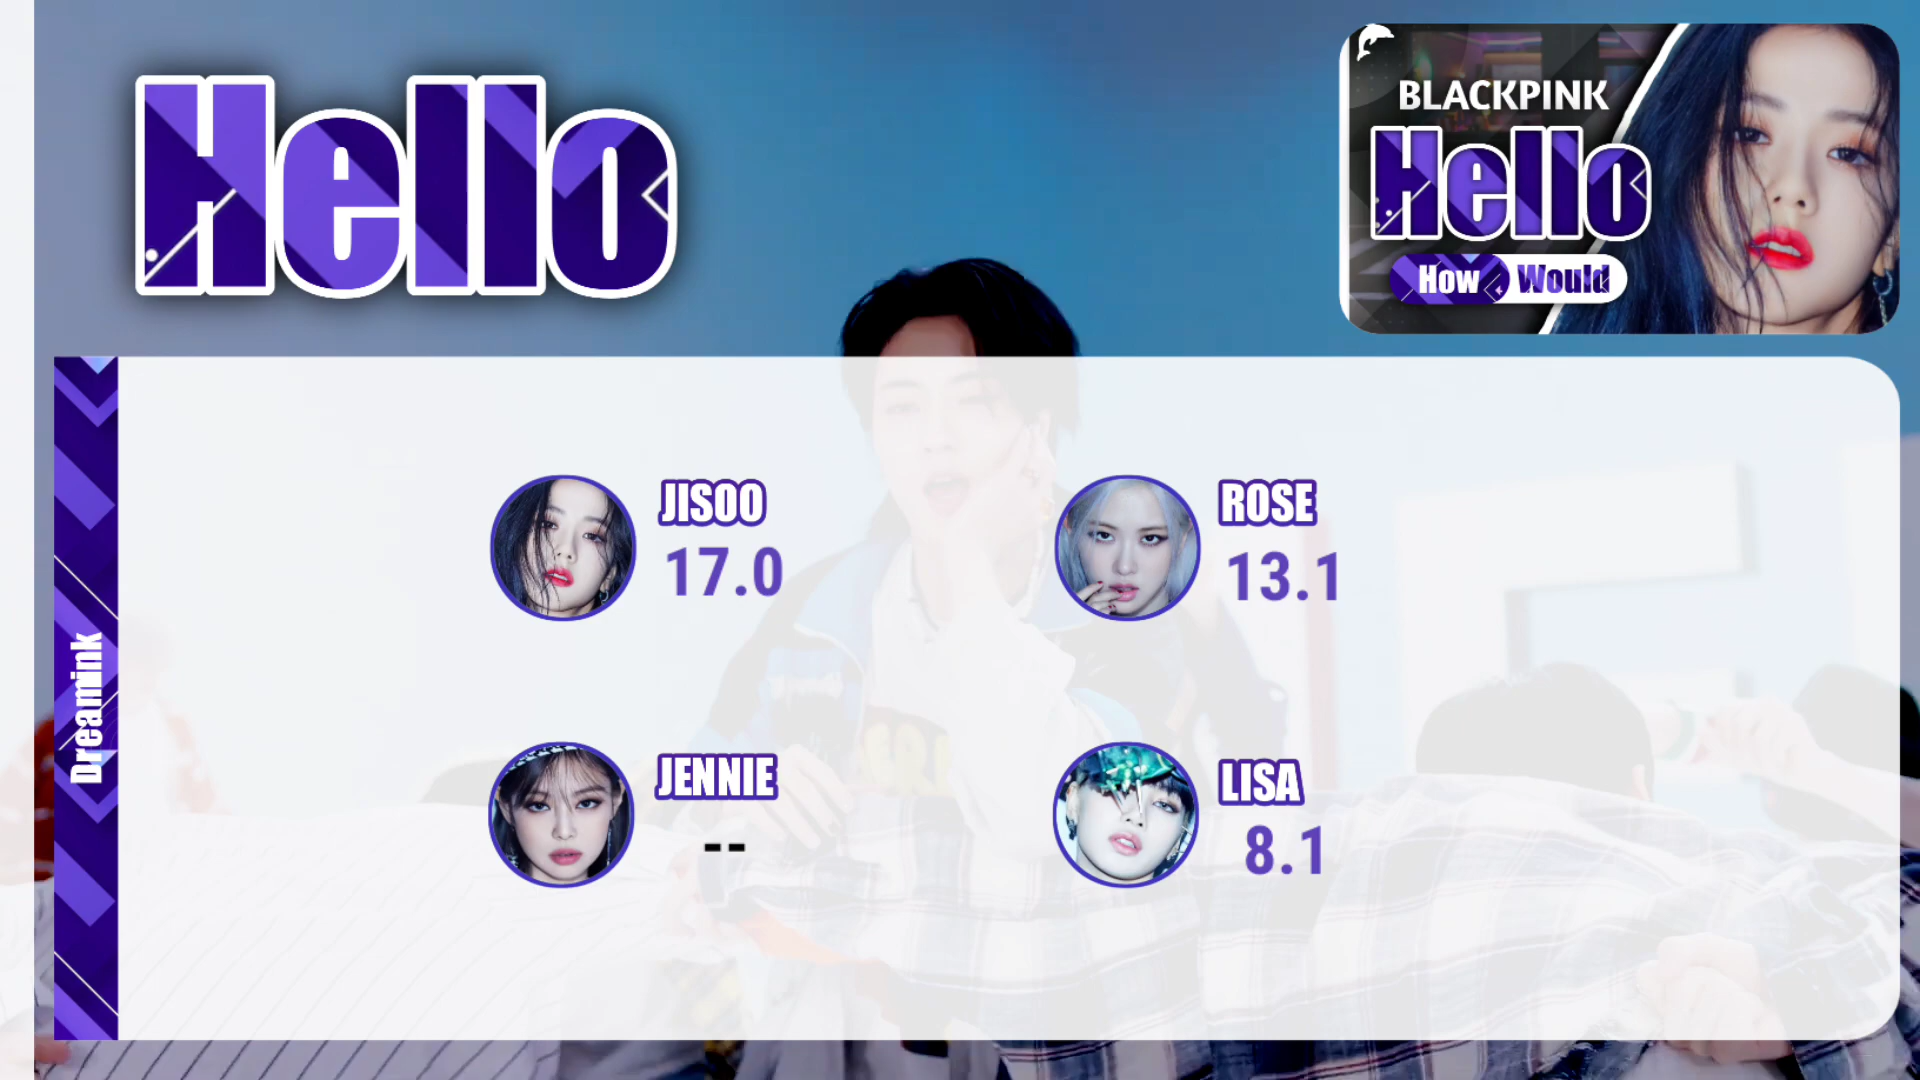 Hello
BLACKPINK
Hello
How Would
JISOO
17.0
ROSE
13.1
Dreamink
JENNIE
--
LISA
8.1